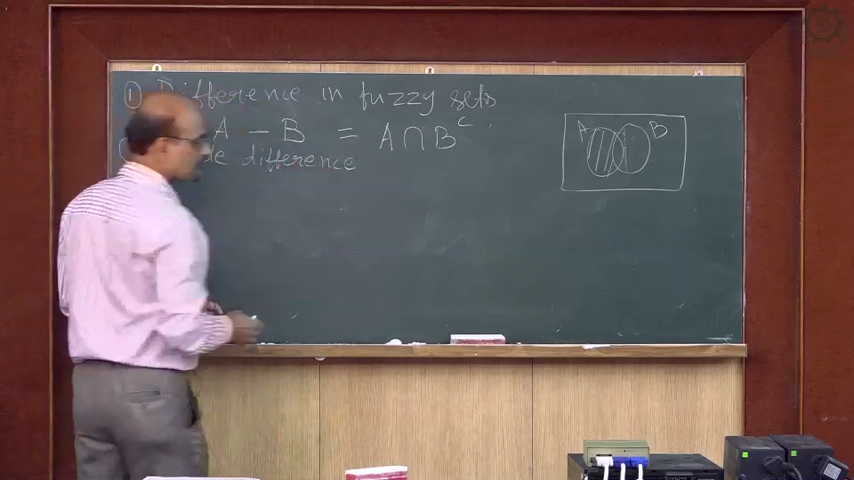 ① Difference in fuzzy sets
A - B = A∩Bᶜ
difference
A B